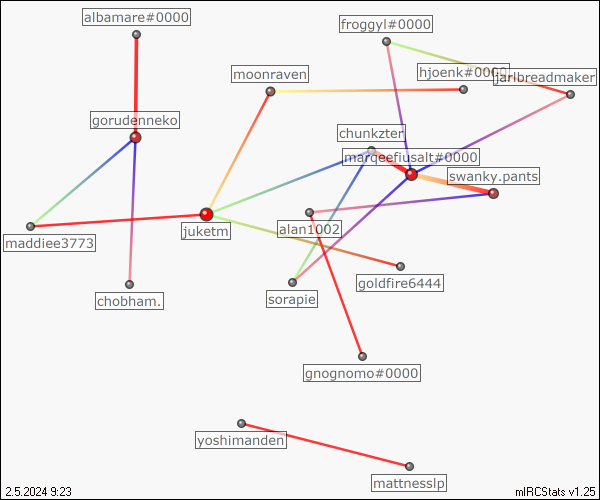 albamare#0000
froggyl#0000
moonraven
hjoenk#0000
jarlbreadmaker
gorudenneko
chunkzter
marqeefiusalt#0000
swanky.pants
maddiee3773
juketm
alan1002
chobham.
sorapie
goldfire6444
gnognomo#0000
yoshimanden
mattnesslp
2.5.2024 9:23
mIRCStats v1.25